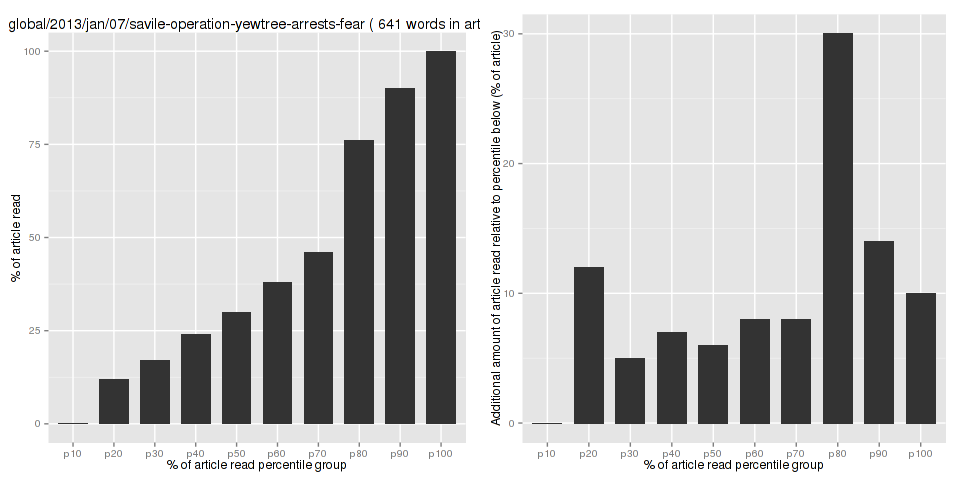 global/2013/jan/07/savile-operation-yewtree-arrests-fear ( 641 words in art
100
75
50
25
0
% of article read
p10 p20 p30 p40 p50 p60 p70 p80 p90 p100
% of article read percentile group
30
20
10
0
Additional amount of article read relative to percentile below (% of article)
p10 p20 p30 p40 p50 p60 p70 p80 p90 p100
% of article read percentile group